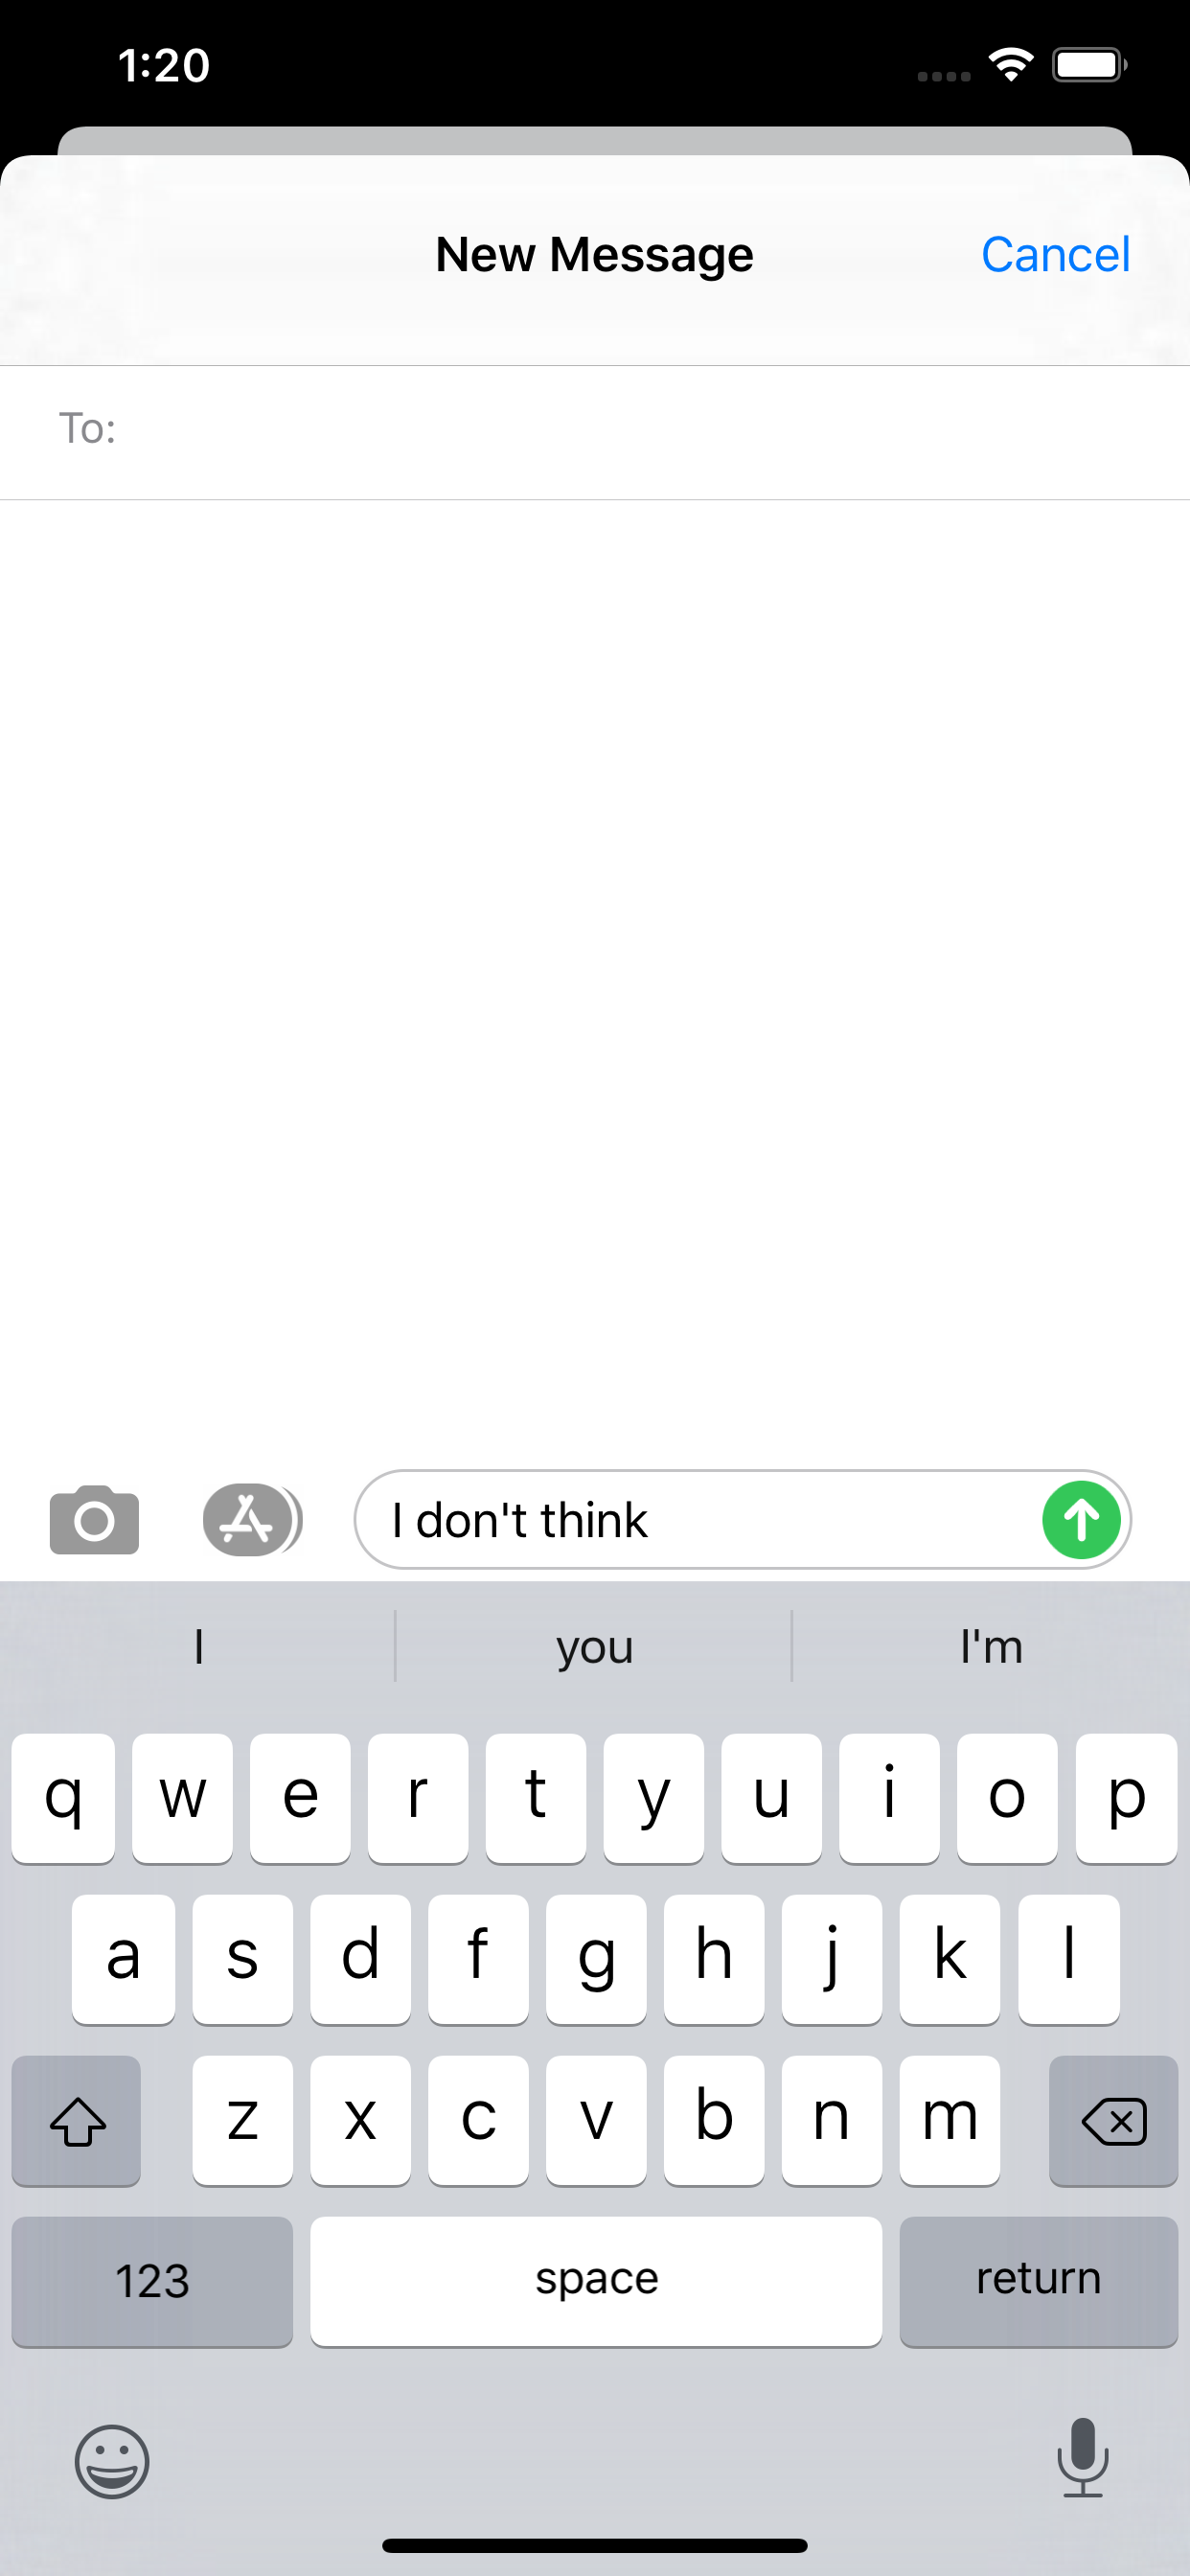 1:20
New Message
Cancel
To:
I don't think
I
you
I'm
q w e r t y u i o p
a s d f g h j k l
z x c v b n m
123
space
return